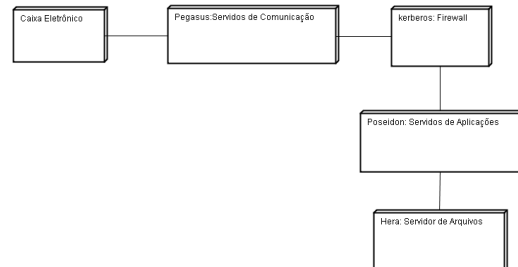 Caixa Eletrônico
Pegasus:Servidos de Comunicação
kerberos: Firewall
Poseidon: Servidos de Aplicações
Hera: Servidor de Arquivos